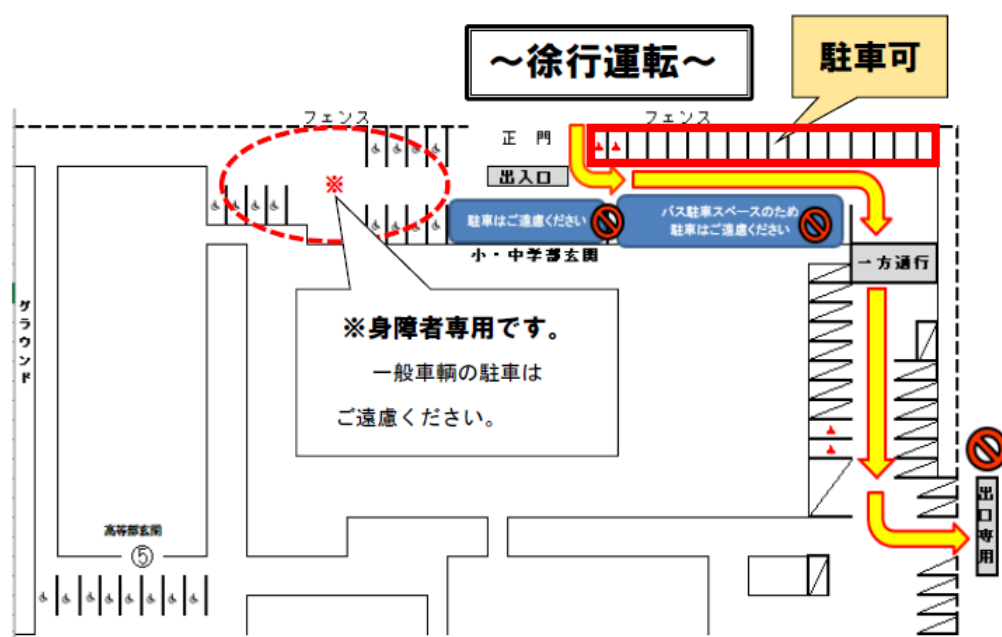 ～徐行運転～
駐車可
フェンス
フェンス
正 門
出入口
※
駐車はご遠慮ください
バス駐車スペースのため
駐車はご遠慮ください
小・中学部玄関
一方通行
グラウンド
※身障者専用です。
一般車輌の駐車は
ご遠慮ください。
出口専用
高等部玄関
⑤